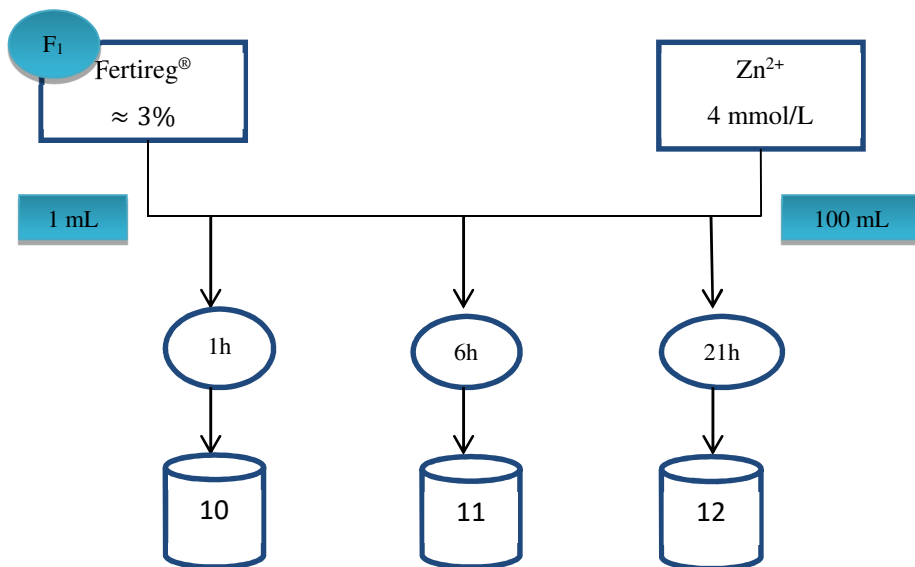 F₁
Fertireg®
≈ 3%
Zn²⁺
4 mmol/L
1 mL
100 mL
1h
6h
21h
10
11
12